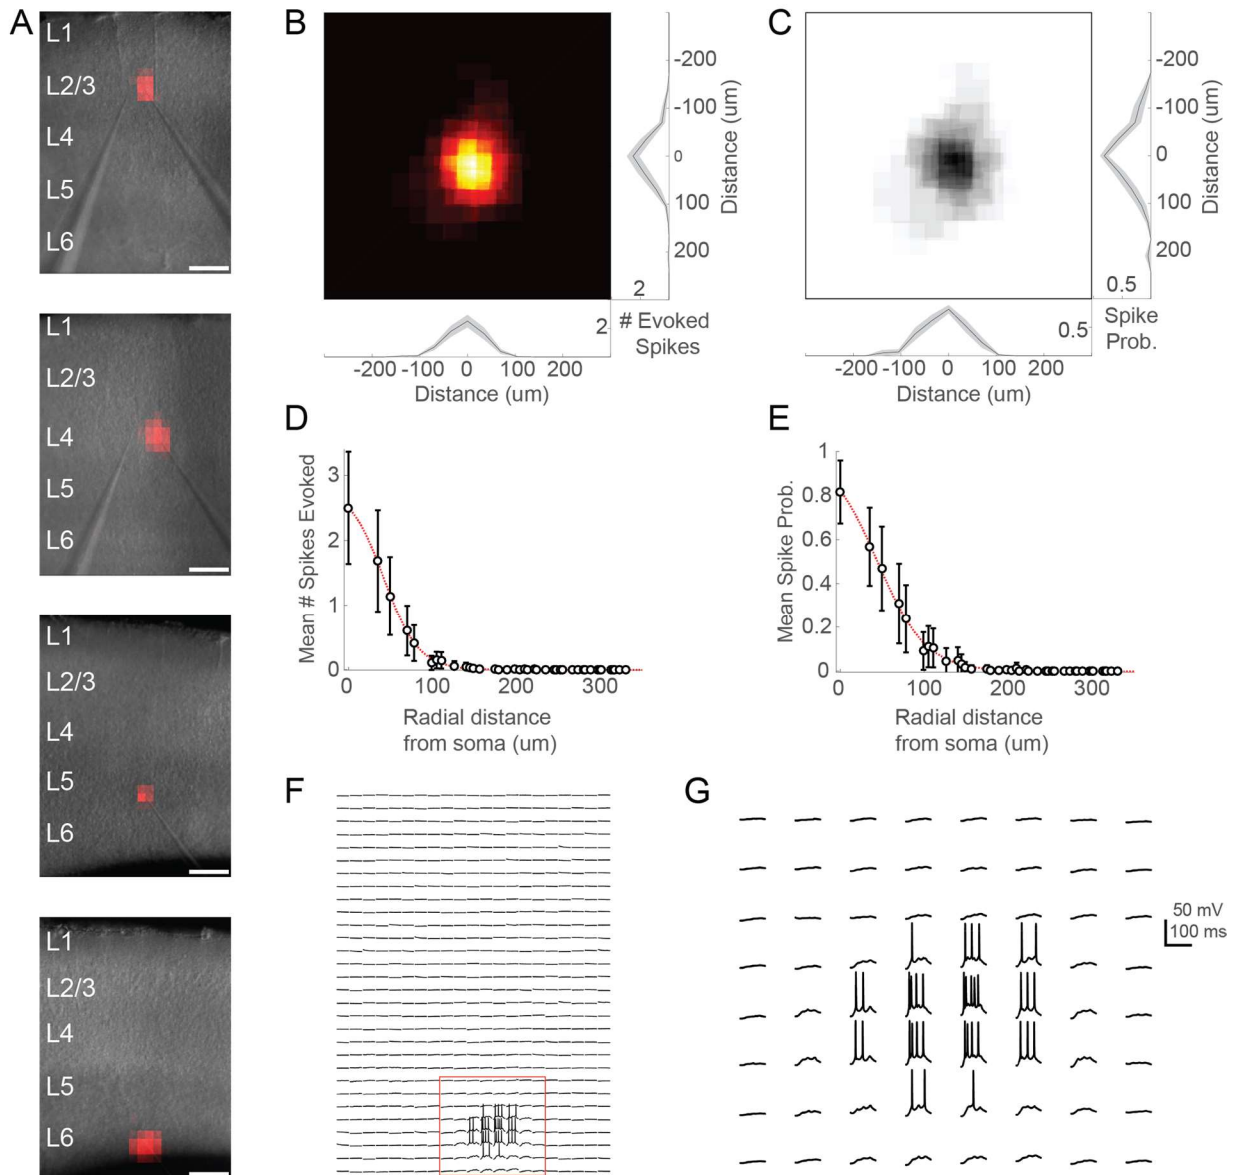 A
L1
L2/3
L4
L5
L6
L1
L2/3
L4
L5
L6
L1
L2/3
L4
L5
L6
L1
L2/3
L4
L5
L6
B
-200
-100
0
100
200
Distance (um)
2
# Evoked
Spikes
2
-200 0 200
-100 100
Distance (um)
C
-200
-100
0
100
200
Distance (um)
0.5
Spike
Prob.
0.5
-200 0 200
-100 100
Distance (um)
D
Mean # Spikes Evoked
3
2
1
0
0 100 200 300
Radial distance
from soma (um)
E
Mean Spike Prob.
1
0.8
0.6
0.4
0.2
0
0 100 200 300
Radial distance
from soma (um)
F
G
50 mV
100 ms